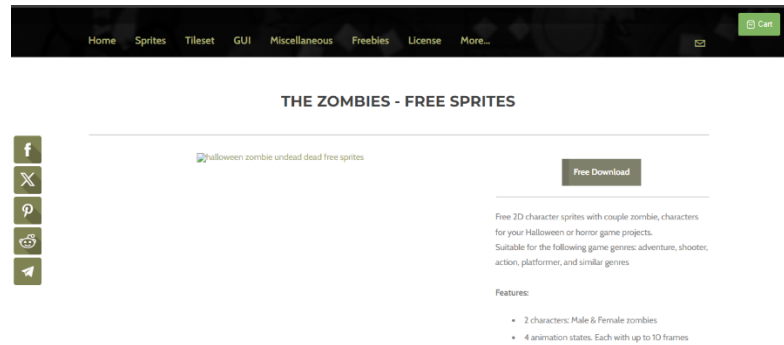 Cart
Home Sprites Tileset GUI Miscellaneous Freebies License More...
THE ZOMBIES - FREE SPRITES
halloween zombie undead dead free sprites
Free Download
Free 2D character sprites with couple zombie, characters
for your Halloween or horror game projects.
Suitable for the following game genres: adventure, shooter,
action, platformer, and similar genres
Features:
2 characters: Male & Female zombies
4 animation states. Each with up to 10 frames